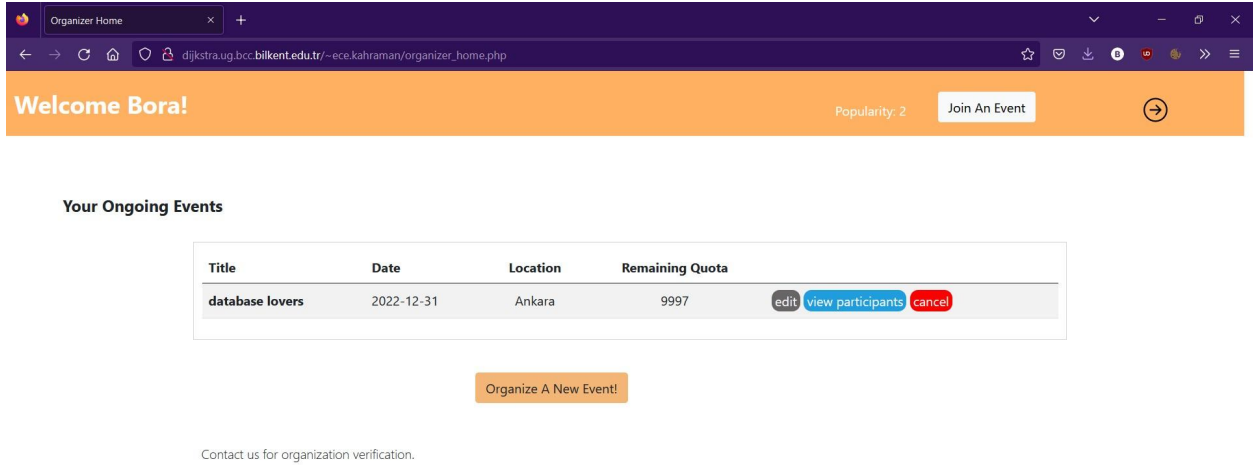 Organizer Home
dijkstra.ug.bcc.bilkent.edu.tr/~ece.kahraman/organizer_home.php
Welcome Bora!
Popularity: 2
Join An Event
Your Ongoing Events
Title Date Location Remaining Quota
database lovers 2022-12-31 Ankara 9997 edit view participants cancel
Organize A New Event!
Contact us for organization verification.